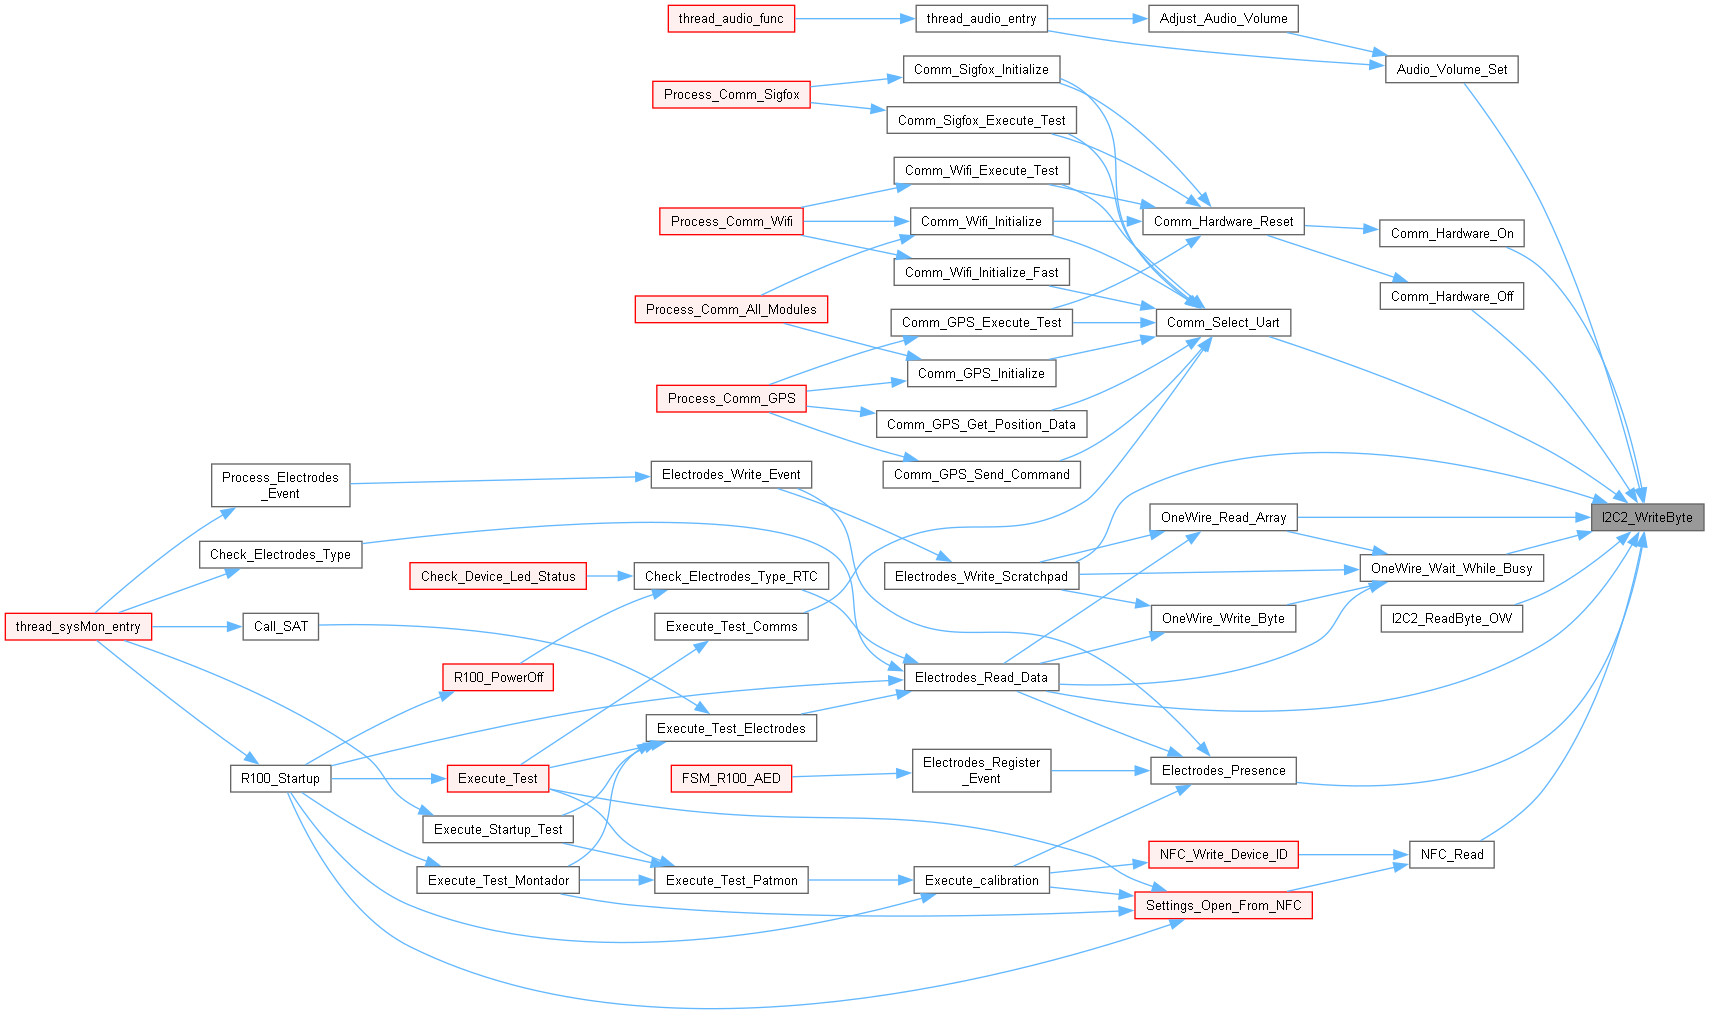 thread_audio_func
thread_audio_entry
Adjust_Audio_Volume
Audio_Volume_Set
Comm_Sigfox_Initialize
Process_Comm_Sigfox
Comm_Sigfox_Execute_Test
Comm_Wifi_Execute_Test
Process_Comm_Wifi
Comm_Wifi_Initialize
Comm_Hardware_Reset
Comm_Hardware_On
Comm_Wifi_Initialize_Fast
Comm_Hardware_Off
Process_Comm_All_Modules
Comm_GPS_Execute_Test
Comm_Select_Uart
Comm_GPS_Initialize
Process_Comm_GPS
Comm_GPS_Get_Position_Data
Comm_GPS_Send_Command
Process_Electrodes
_Event
Electrodes_Write_Event
OneWire_Read_Array
I2C2_WriteByte
Check_Electrodes_Type
Check_Device_Led_Status
Check_Electrodes_Type_RTC
Electrodes_Write_Scratchpad
OneWire_Wait_While_Busy
thread_sysMon_entry
Call_SAT
Execute_Test_Comms
OneWire_Write_Byte
I2C2_ReadByte_OW
R100_PowerOff
Electrodes_Read_Data
Execute_Test_Electrodes
R100_Startup
Execute_Test
FSM_R100_AED
Electrodes_Register
_Event
Electrodes_Presence
Execute_Startup_Test
NFC_Write_Device_ID
NFC_Read
Execute_Test_Montador
Execute_Test_Patmon
Execute_calibration
Settings_Open_From_NFC